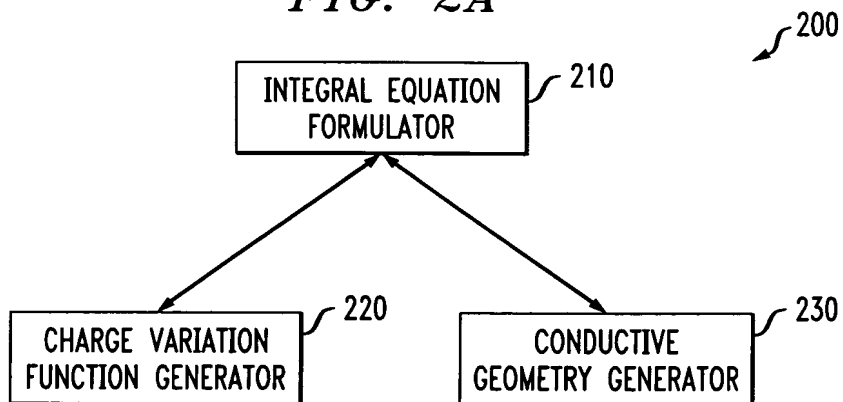 FIG. 2A
200
INTEGRAL EQUATION
FORMULATOR
210
CHARGE VARIATION
FUNCTION GENERATOR
220
CONDUCTIVE
GEOMETRY GENERATOR
230